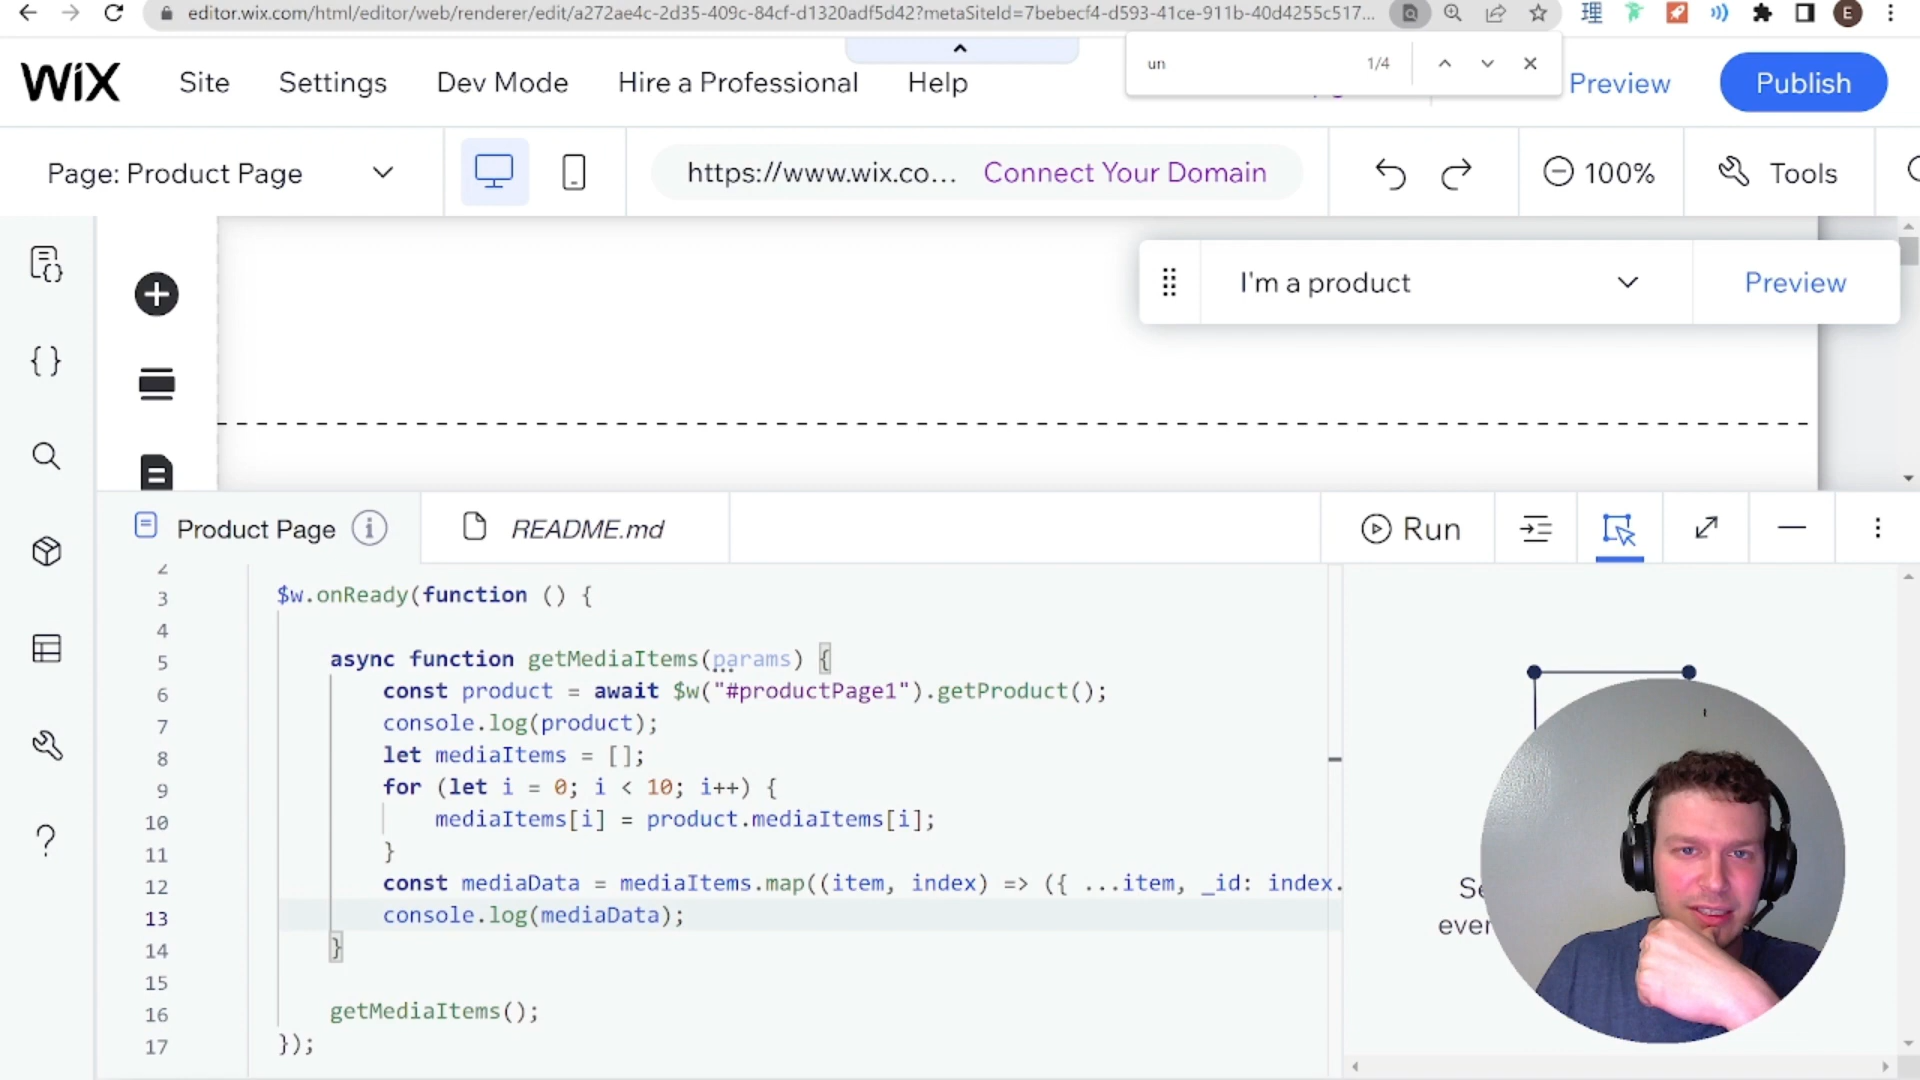 editor.wix.com/html/editor/web/renderer/edit/a272ae4c-2d35-409c-84cf-d1320adf5d42?metaSiteId=7bebecf4-d593-41ce-911b-40d4255c517...
理
E
un
1/4
WiX
Site
Settings
Dev Mode
Hire a Professional
Help
Preview
Publish
Page: Product Page
https://www.wix.co...
Connect Your Domain
100%
Tools
I'm a product
Preview
Product Page
README.md
Run
2
3 $w.onReady(function () {
4
5 async function getMediaItems(params) {
6 const product = await $w("#productPage1").getProduct();
7 console.log(product);
8 let mediaItems = [];
9 for (let i = 0; i < 10; i++) {
10 mediaItems[i] = product.mediaItems[i];
11 }
12 const mediaData = mediaItems.map((item, index) => ({ ...item, _id: index.
13 console.log(mediaData);
14 }
15
16 getMediaItems();
17 });
Se
ever